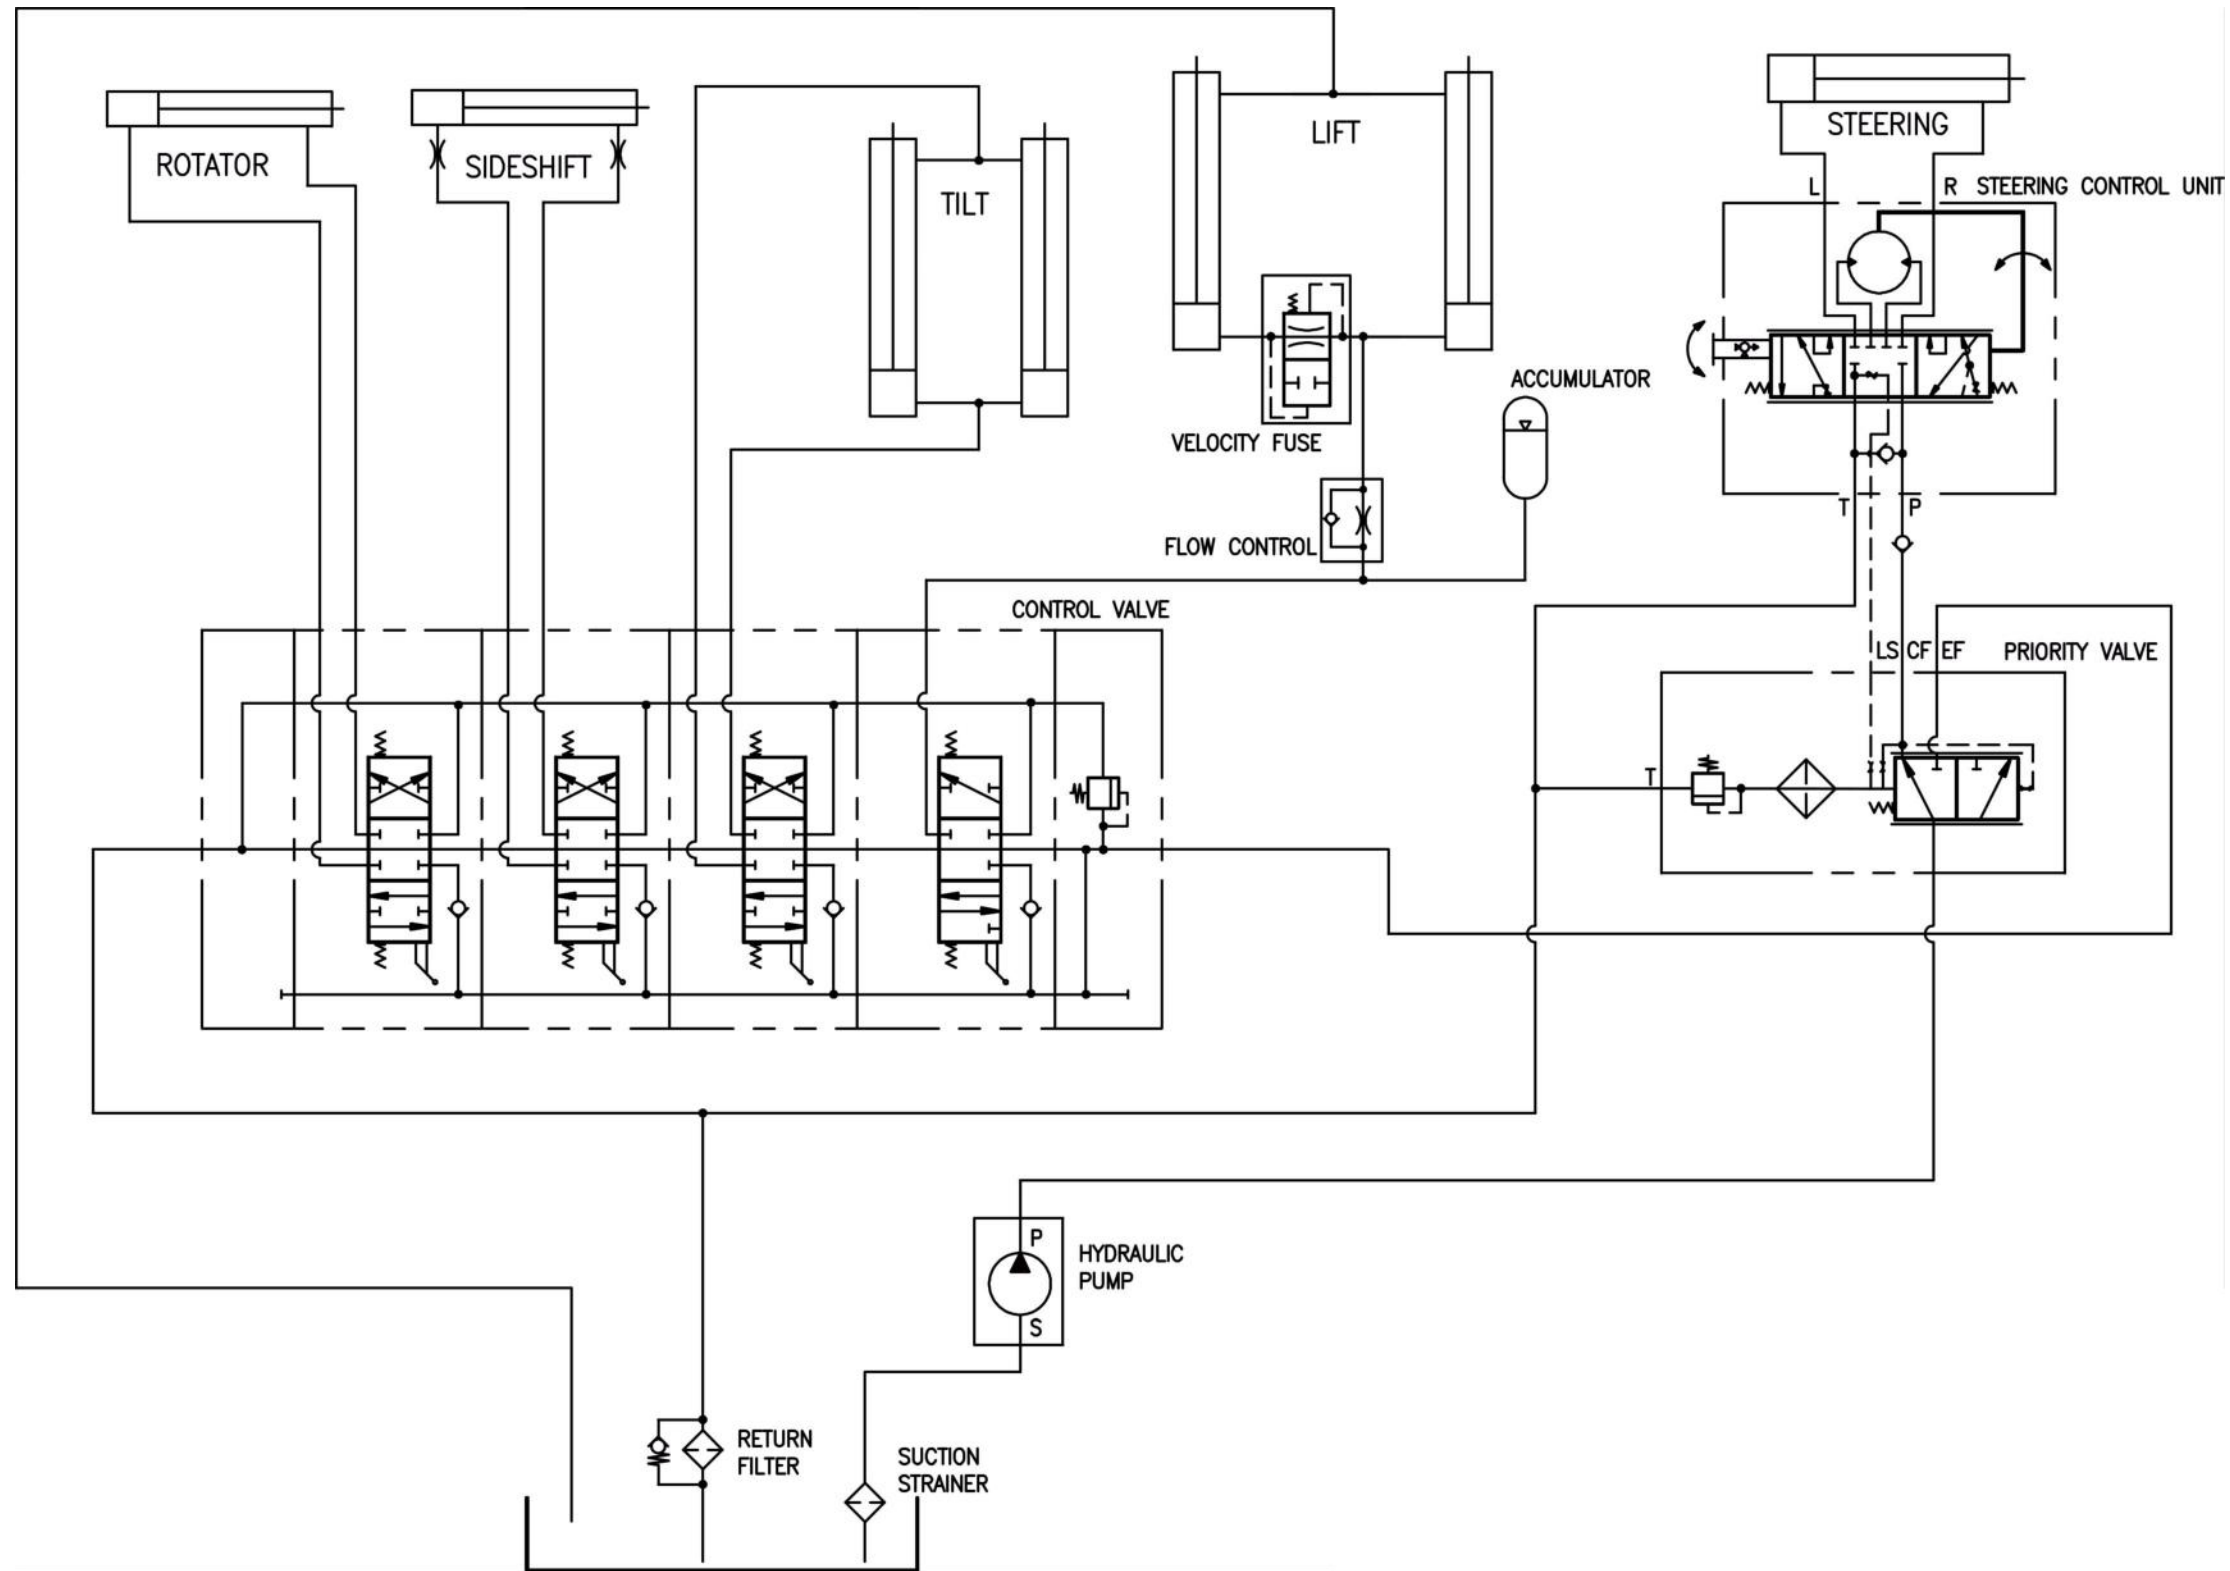 ROTATOR
SIDESHIFT
TILT
LIFT
STEERING
L
R
STEERING CONTROL UNIT
VELOCITY FUSE
ACCUMULATOR
FLOW CONTROL
T
P
CONTROL VALVE
LS
CF
EF
PRIORITY VALVE
T
P
S
HYDRAULIC
PUMP
RETURN
FILTER
SUCTION
STRAINER